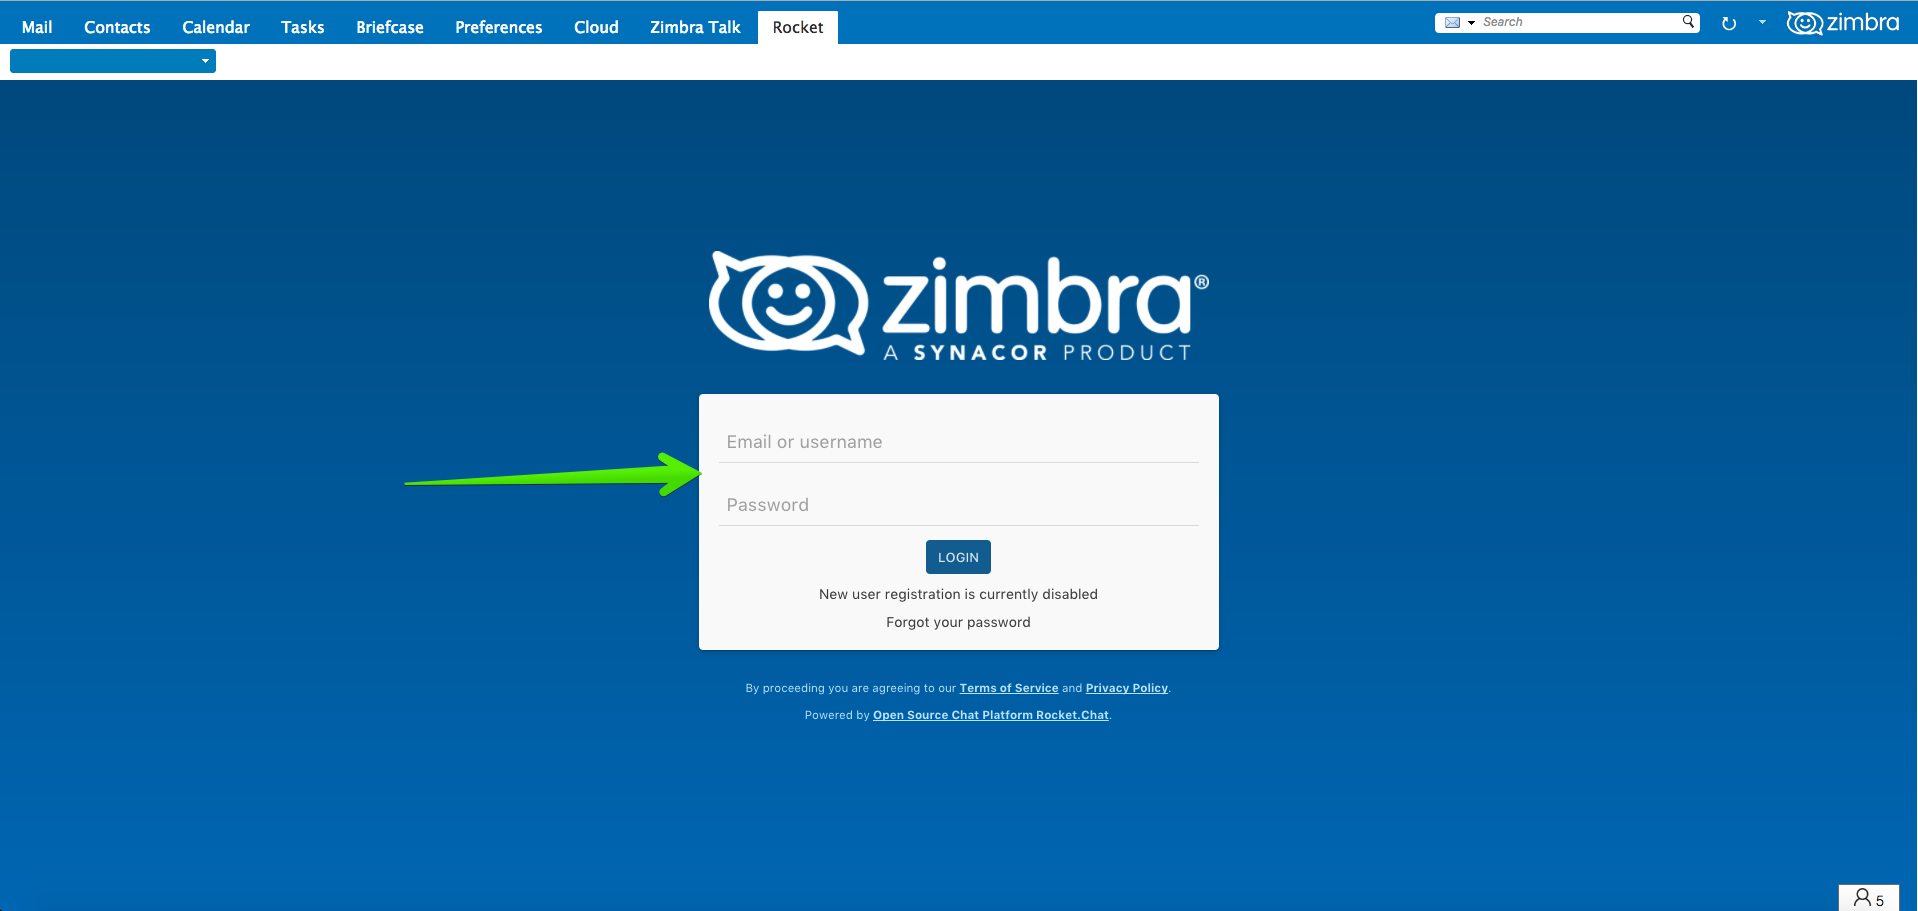 Mail Contacts Calendar Tasks Briefcase Preferences Cloud Zimbra Talk Rocket Search zimbra
zimbra®
A SYNACOR PRODUCT
Email or username
Password
LOGIN
New user registration is currently disabled
Forgot your password
By proceeding you are agreeing to our Terms of Service and Privacy Policy.
Powered by Open Source Chat Platform Rocket.Chat.
5